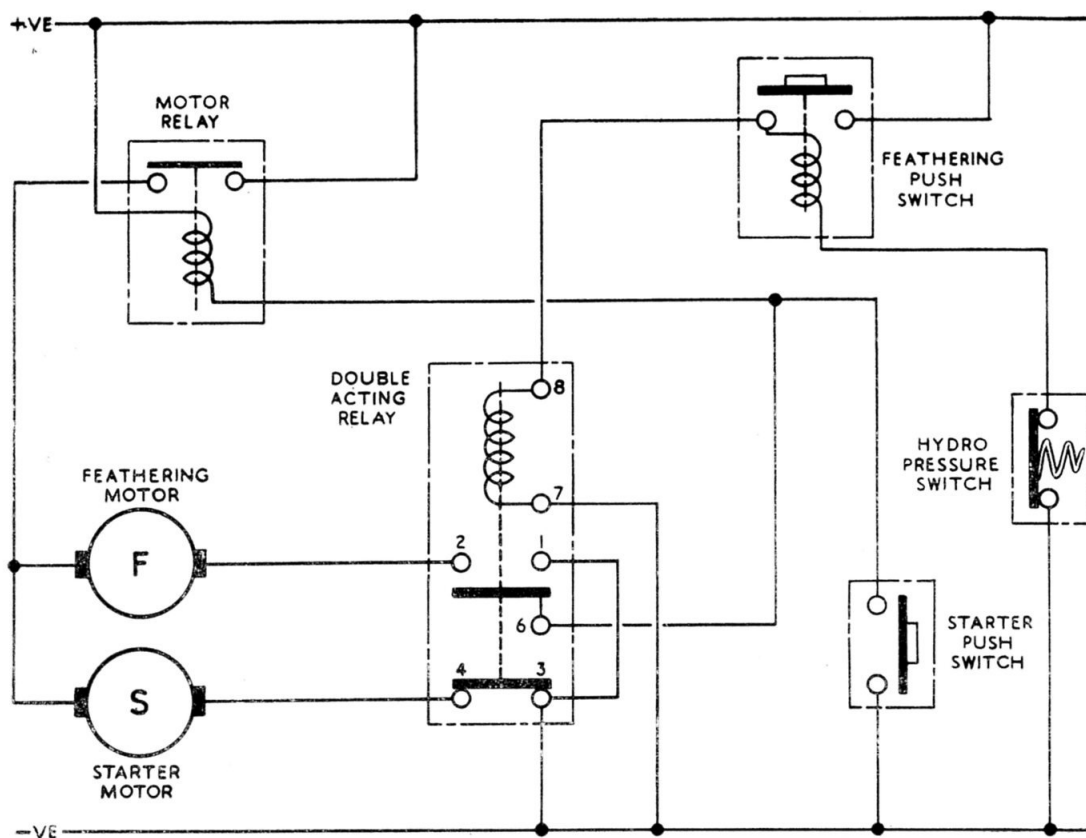 +VE
MOTOR
RELAY
FEATHERING
PUSH
SWITCH
DOUBLE
ACTING
RELAY
8
7
2
1
6
4
3
FEATHERING
MOTOR
F
S
STARTER
MOTOR
HYDRO
PRESSURE
SWITCH
STARTER
PUSH
SWITCH
-VE